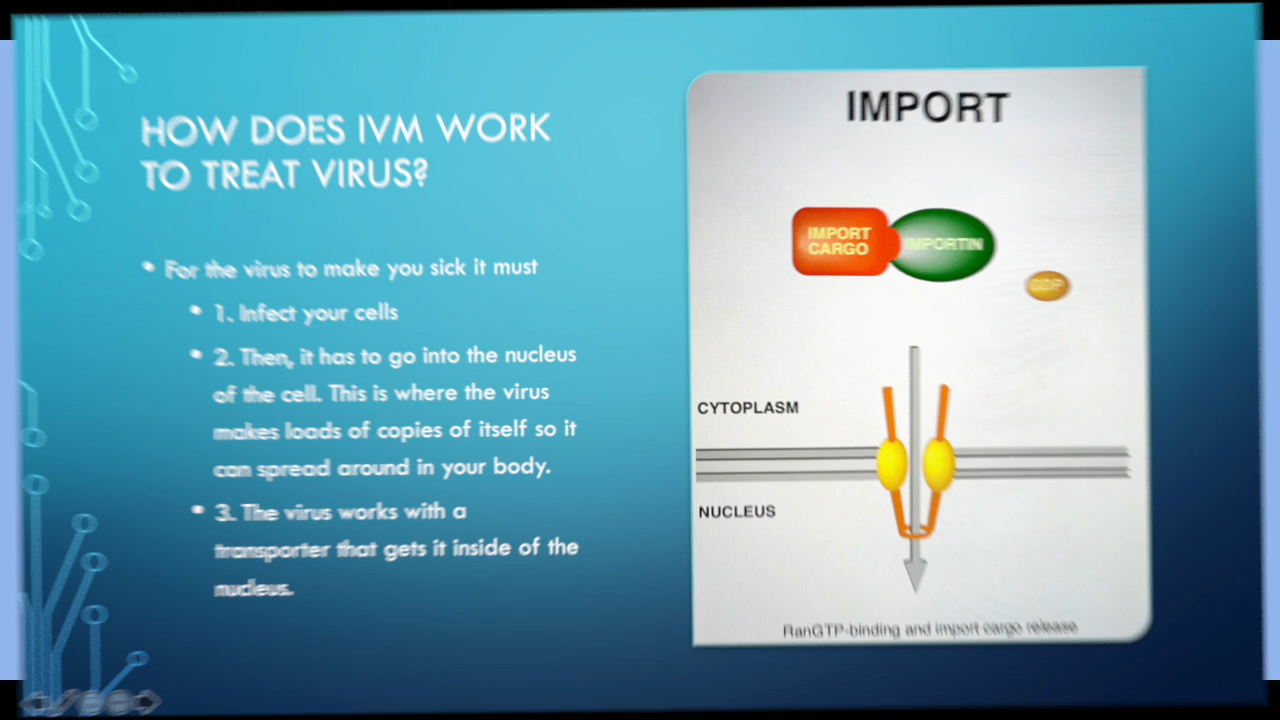 HOW DOES IVM WORK
TO TREAT VIRUS?
• For the virus to make you sick it must
• 1. Infect your cells
• 2. Then, it has to go into the nucleus
of the cell. This is where the virus
makes loads of copies of itself so it
can spread around in your body.
• 3. The virus works with a
transporter that gets it inside of the
nucleus.
IMPORT
IMPORT
CARGO
IMPORTIN
GDP
CYTOPLASM
NUCLEUS
RanGTP-binding and import cargo release